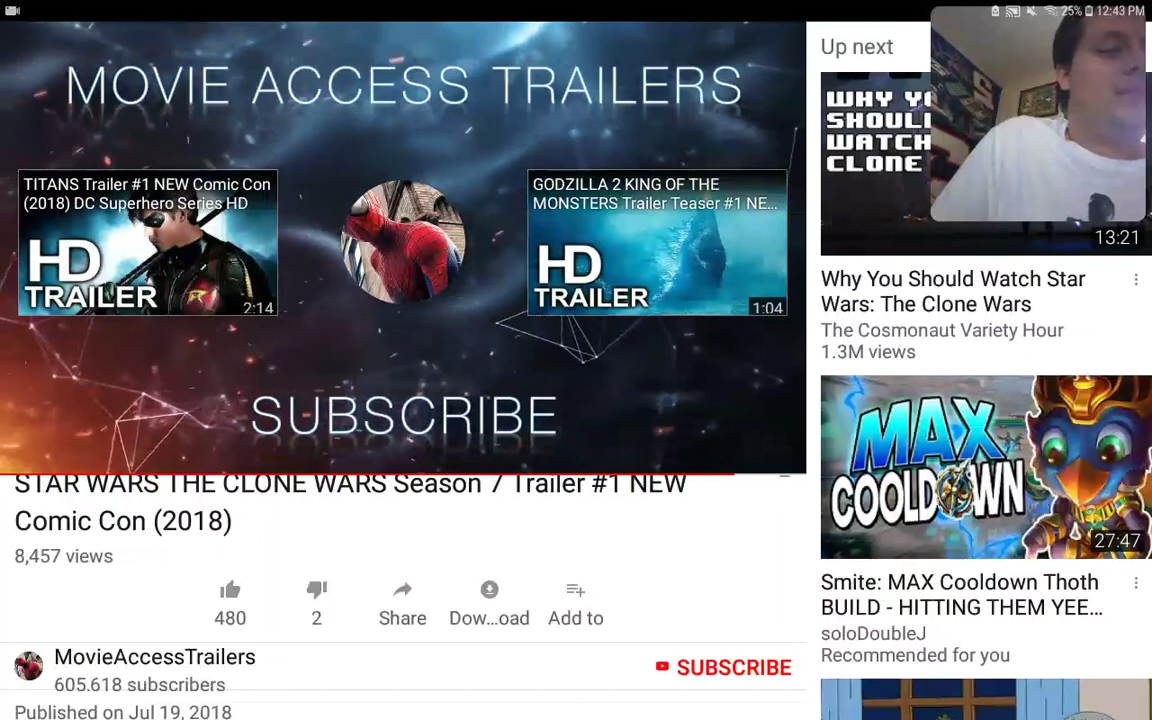 25% 12:43 PM
MOVIE ACCESS TRAILERS
TITANS Trailer #1 NEW Comic Con
(2018) DC Superhero Series HD
HD
TRAILER
2:14
GODZILLA 2 KING OF THE
MONSTERS Trailer Teaser #1 NE...
HD
TRAILER
1:04
SUBSCRIBE
STAR WARS THE CLONE WARS Season 7 Trailer #1 NEW
Comic Con (2018)
8,457 views
480
2
Share
Dow...oad
Add to
MovieAccessTrailers
605,618 subscribers
SUBSCRIBE
Published on Jul 19, 2018
Up next
WHY
SHOUL
WATCH
CLONE
13:21
Why You Should Watch Star
Wars: The Clone Wars
The Cosmonaut Variety Hour
1.3M views
MAX
COOLDOWN
27:47
Smite: MAX Cooldown Thoth
BUILD - HITTING THEM YEE...
soloDoubleJ
Recommended for you